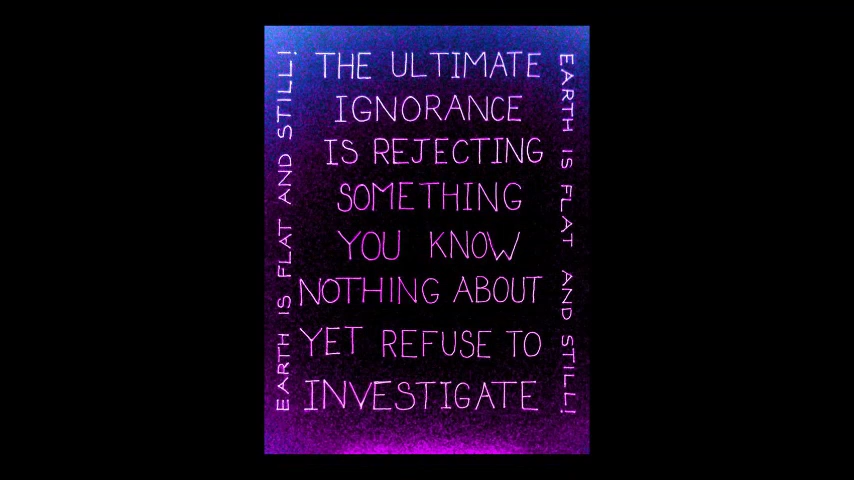 EARTH IS FLAT AND STILL!
THE ULTIMATE
IGNORANCE
IS REJECTING
SOMETHING
YOU KNOW
NOTHING ABOUT
YET REFUSE TO
INVESTIGATE
EARTH IS FLAT AND STILL!